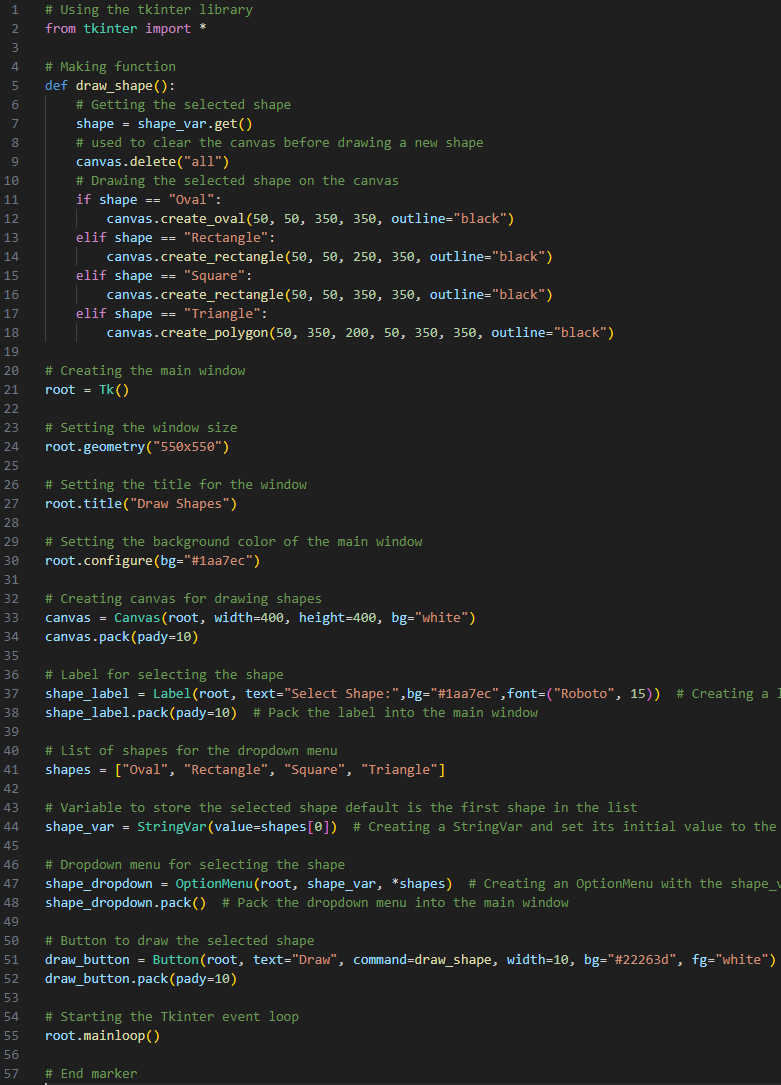 1 # Using the tkinter library
2 from tkinter import *
3
4 # Making function
5 def draw_shape():
6     # Getting the selected shape
7     shape = shape_var.get()
8     # used to clear the canvas before drawing a new shape
9     canvas.delete("all")
10     # Drawing the selected shape on the canvas
11     if shape == "Oval":
12         canvas.create_oval(50, 50, 350, 350, outline="black")
13     elif shape == "Rectangle":
14         canvas.create_rectangle(50, 50, 250, 350, outline="black")
15     elif shape == "Square":
16         canvas.create_rectangle(50, 50, 350, 350, outline="black")
17     elif shape == "Triangle":
18         canvas.create_polygon(50, 350, 200, 50, 350, 350, outline="black")
19
20 # Creating the main window
21 root = Tk()
22
23 # Setting the window size
24 root.geometry("550x550")
25
26 # Setting the title for the window
27 root.title("Draw Shapes")
28
29 # Setting the background color of the main window
30 root.configure(bg="#1aa7ec")
31
32 # Creating canvas for drawing shapes
33 canvas = Canvas(root, width=400, height=400, bg="white")
34 canvas.pack(pady=10)
35
36 # Label for selecting the shape
37 shape_label = Label(root, text="Select Shape:",bg="#1aa7ec",font=("Roboto", 15))  # Creating a
38 shape_label.pack(pady=10)  # Pack the label into the main window
39
40 # List of shapes for the dropdown menu
41 shapes = ["Oval", "Rectangle", "Square", "Triangle"]
42
43 # Variable to store the selected shape default is the first shape in the list
44 shape_var = StringVar(value=shapes[0])  # Creating a StringVar and set its initial value to the
45
46 # Dropdown menu for selecting the shape
47 shape_dropdown = OptionMenu(root, shape_var, *shapes)  # Creating an OptionMenu with the shape_
48 shape_dropdown.pack()  # Pack the dropdown menu into the main window
49
50 # Button to draw the selected shape
51 draw_button = Button(root, text="Draw", command=draw_shape, width=10, bg="#22263d", fg="white")
52 draw_button.pack(pady=10)
53
54 # Starting the Tkinter event loop
55 root.mainloop()
56
57 # End marker